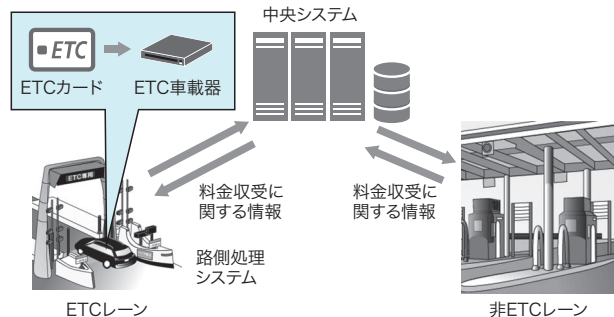 中央システム
ETC
ETCカード
ETC車載器
ETC専用
料金収受に
関する情報
料金収受に
関する情報
路側処理
システム
ETCレーン
非ETCレーン